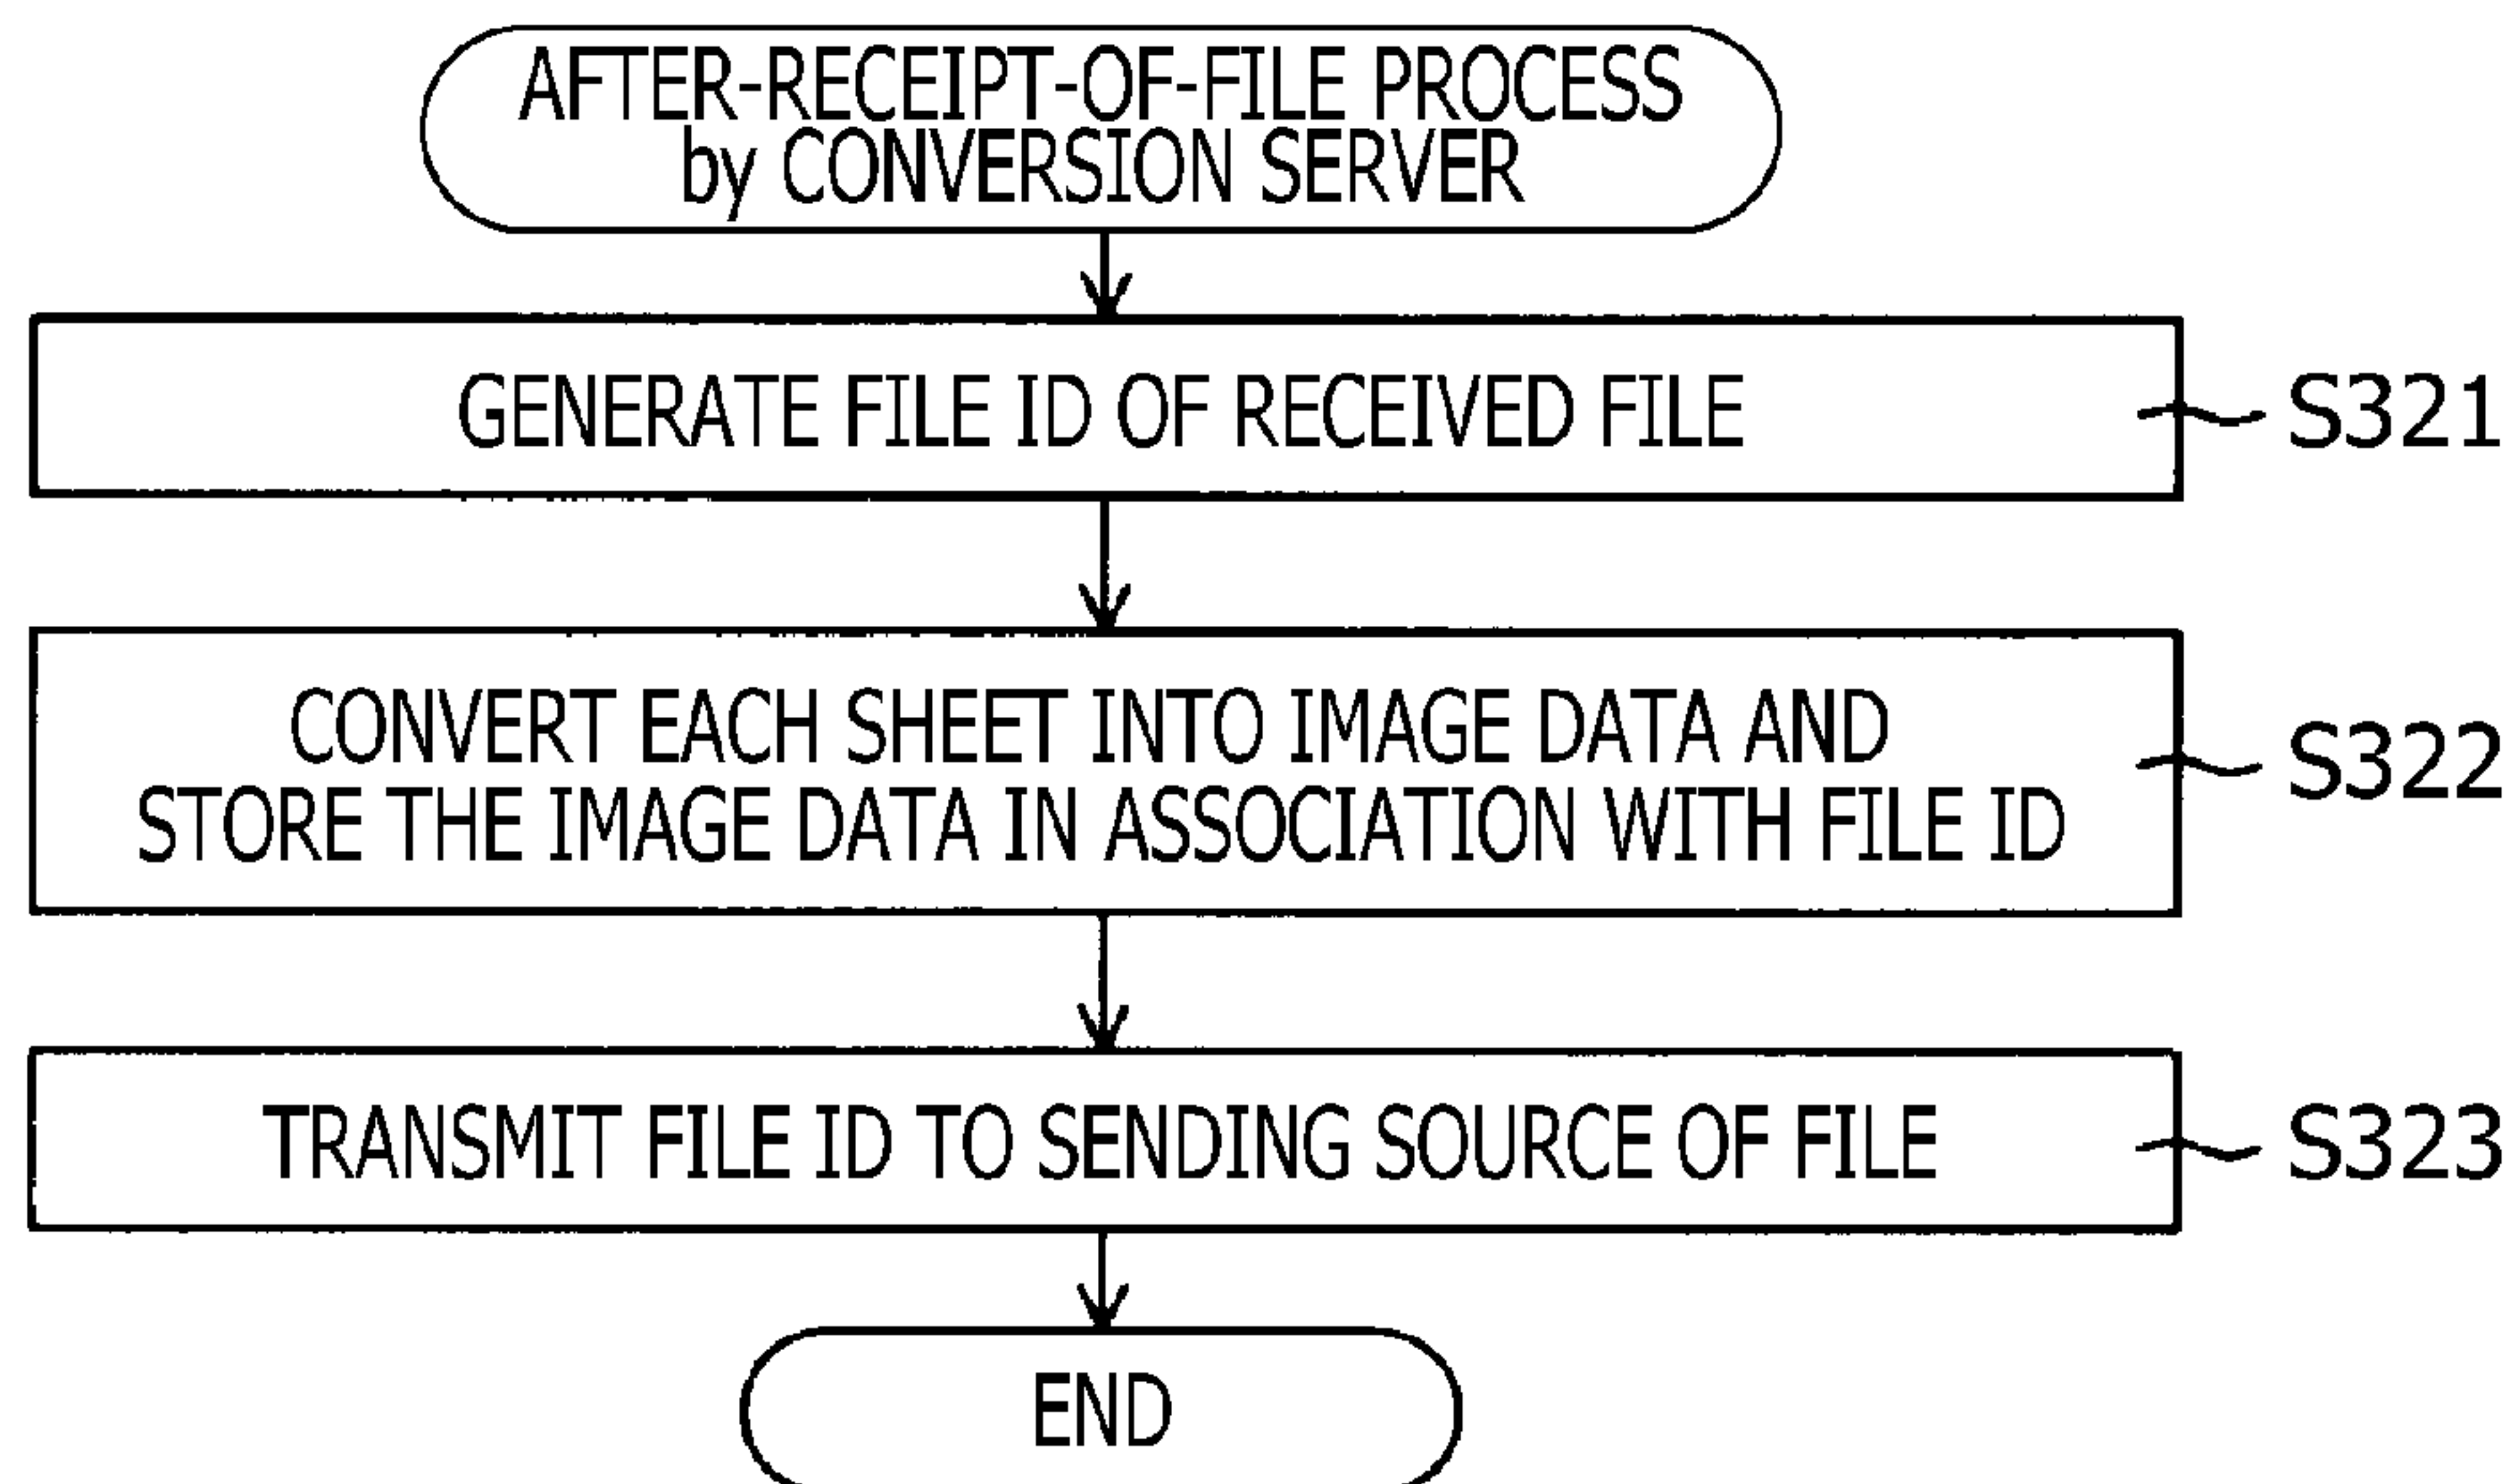 AFTER-RECEIPT-OF-FILE PROCESS
by CONVERSION SERVER
GENERATE FILE ID OF RECEIVED FILE
S321
CONVERT EACH SHEET INTO IMAGE DATA AND
STORE THE IMAGE DATA IN ASSOCIATION WITH FILE ID
S322
TRANSMIT FILE ID TO SENDING SOURCE OF FILE
S323
END